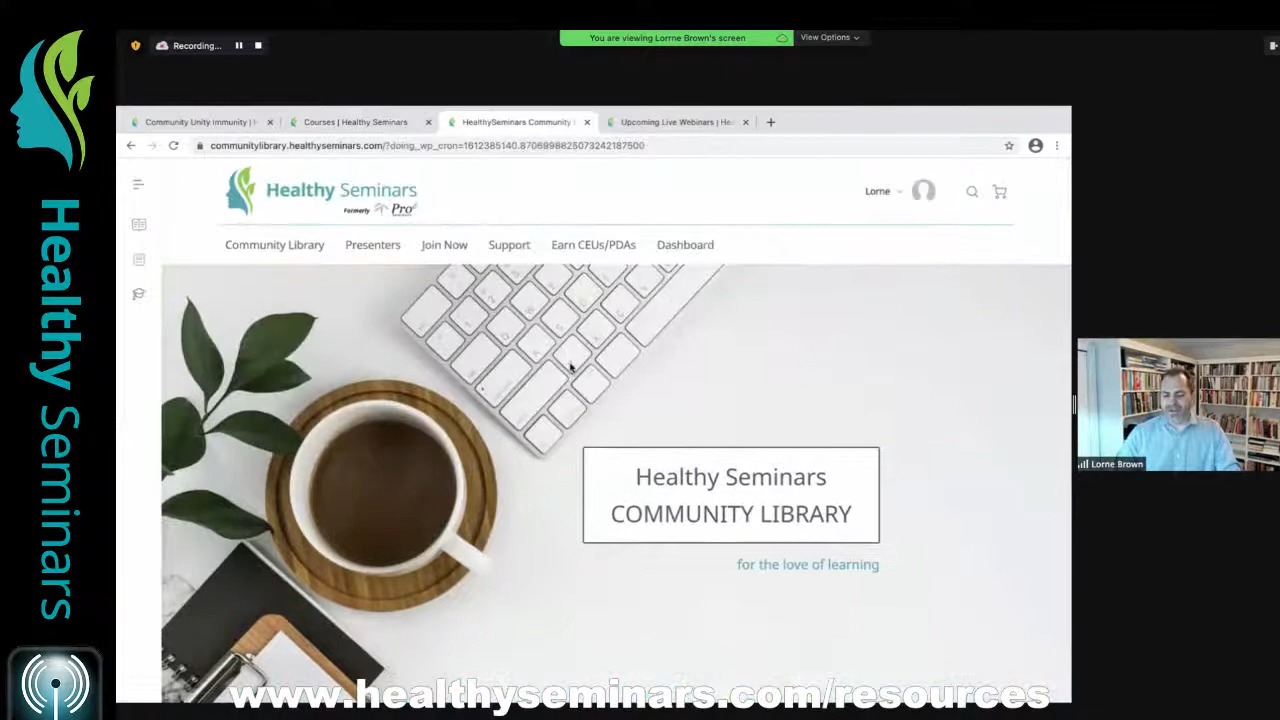 Healthy Seminars
Recording...
You are viewing Lorrne Brown's screen
View Options
Community Unity Immunity | H
Courses | Healthy Seminars
HealthySeminars Community L
Upcoming Live Webinars | Hea
communitylibrary.healthyseminars.com/?doing_wp_cron=1612385140.8706998825073242187500
Healthy Seminars
Formerly Pro
Lorne
Community Library
Presenters
Join Now
Support
Earn CEUs/PDAs
Dashboard
Healthy Seminars
COMMUNITY LIBRARY
for the love of learning
Lorne Brown
www.healthyseminars.com/resources